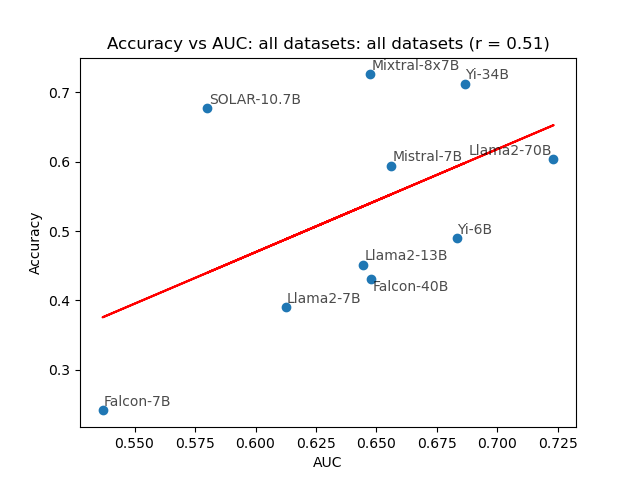 Accuracy vs AUC: all datasets: all datasets (r = 0.51)
Mixtral-8x7B
Yi-34B
SOLAR-10.7B
Mistral-7B
Llama2-70B
Yi-6B
Llama2-13B
Falcon-40B
Llama2-7B
Falcon-7B
Accuracy
0.7
0.6
0.5
0.4
0.3
0.550 0.575 0.600 0.625 0.650 0.675 0.700 0.725
AUC